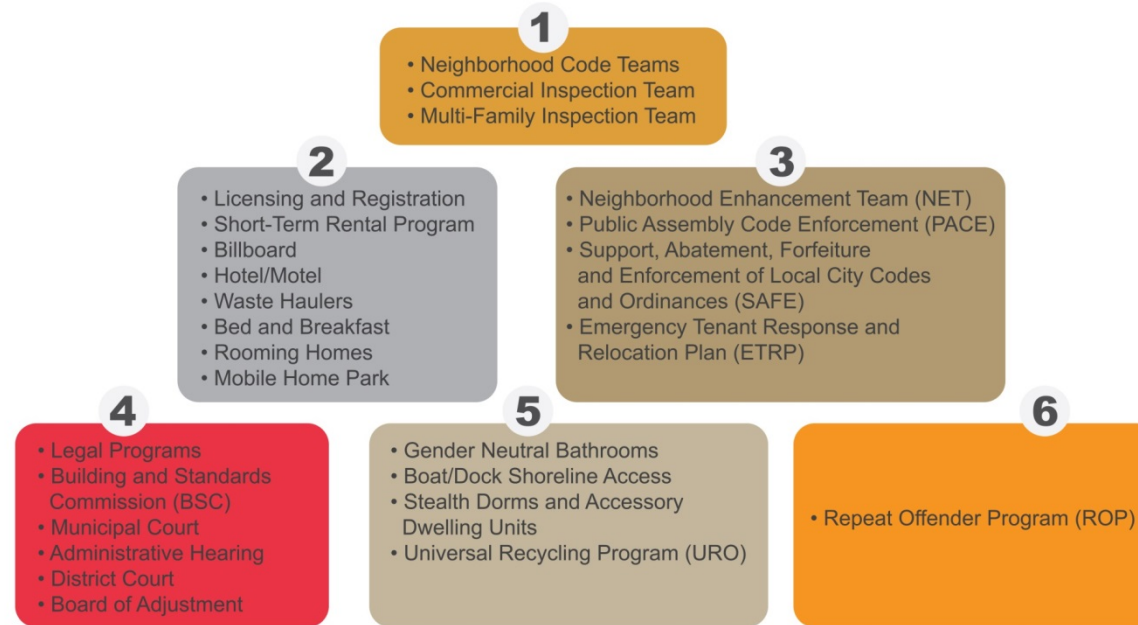 1
• Neighborhood Code Teams
• Commercial Inspection Team
• Multi-Family Inspection Team
2
• Licensing and Registration
• Short-Term Rental Program
• Billboard
• Hotel/Motel
• Waste Haulers
• Bed and Breakfast
• Rooming Homes
• Mobile Home Park
3
• Neighborhood Enhancement Team (NET)
• Public Assembly Code Enforcement (PACE)
• Support, Abatement, Forfeiture
and Enforcement of Local City Codes
and Ordinances (SAFE)
• Emergency Tenant Response and
Relocation Plan (ETRP)
4
• Legal Programs
• Building and Standards
Commission (BSC)
• Municipal Court
• Administrative Hearing
• District Court
• Board of Adjustment
5
• Gender Neutral Bathrooms
• Boat/Dock Shoreline Access
• Stealth Dorms and Accessory
Dwelling Units
• Universal Recycling Program (URO)
6
• Repeat Offender Program (ROP)